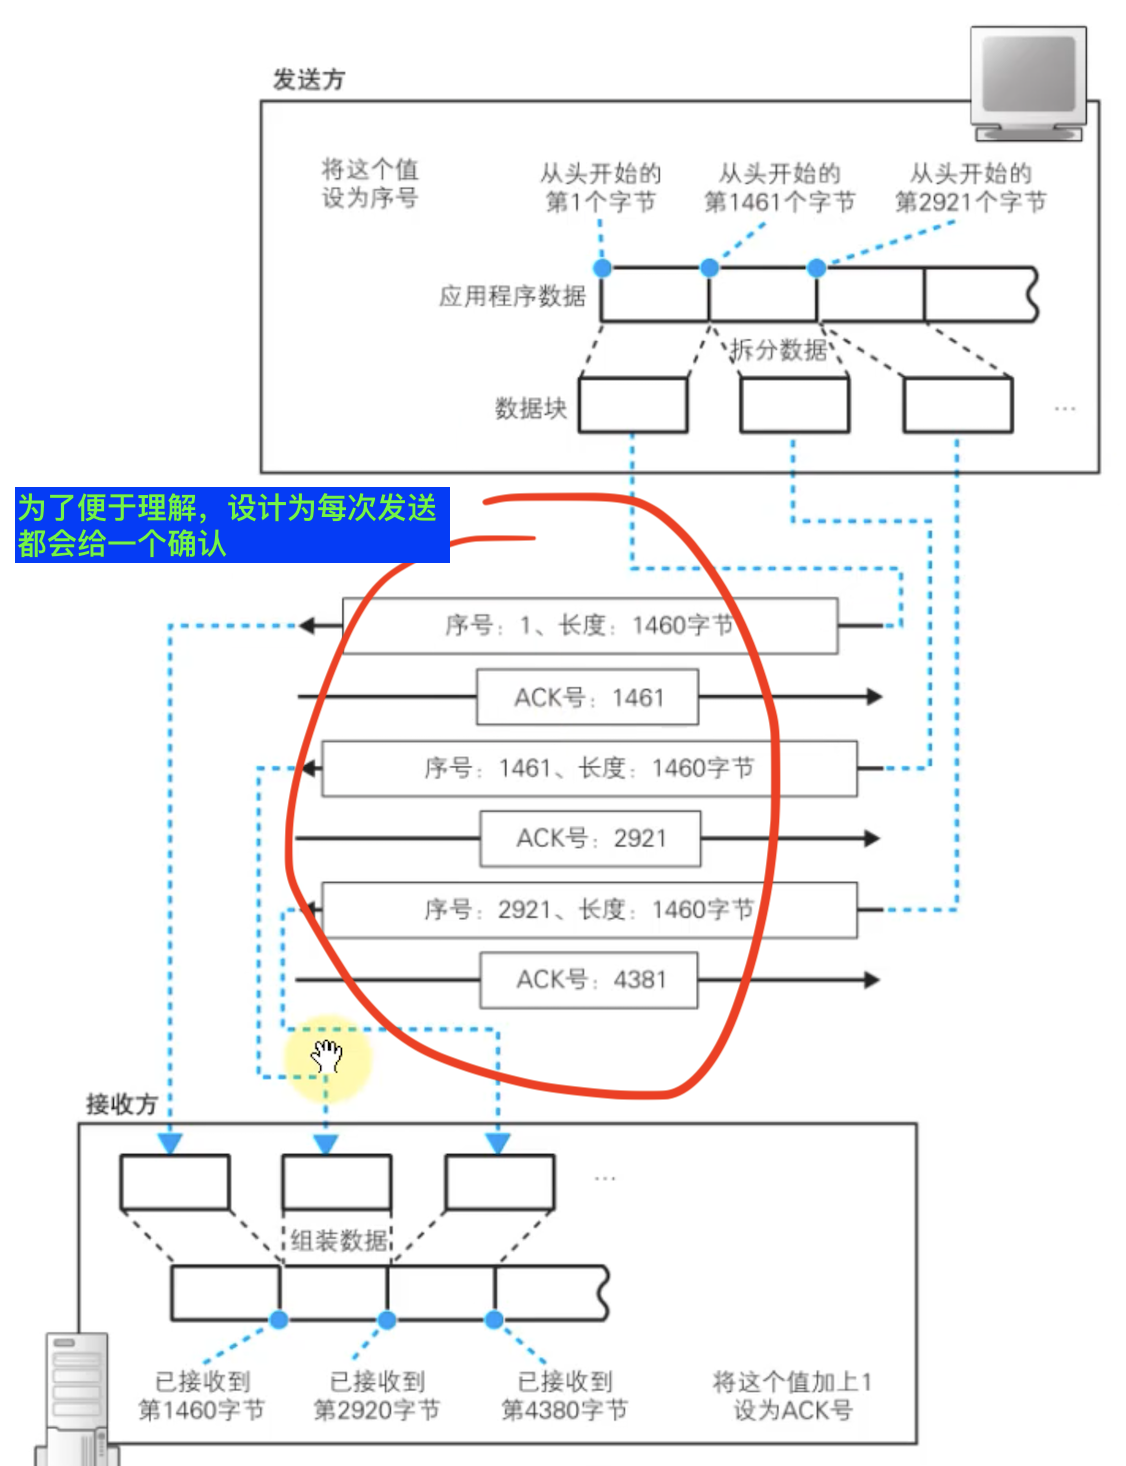 发送方
将这个值
设为序号
从头开始的
第1个字节
从头开始的
第1461个字节
从头开始的
第2921个字节
应用程序数据
拆分数据
数据块
…
为了便于理解，设计为每次发送
都会给一个确认
序号：1、长度：1460字节
ACK号：1461
序号：1461、长度：1460字节
ACK号：2921
序号：2921、长度：1460字节
ACK号：4381
接收方
…
组装数据
已接收到
第1460字节
已接收到
第2920字节
已接收到
第4380字节
将这个值加上1
设为ACK号